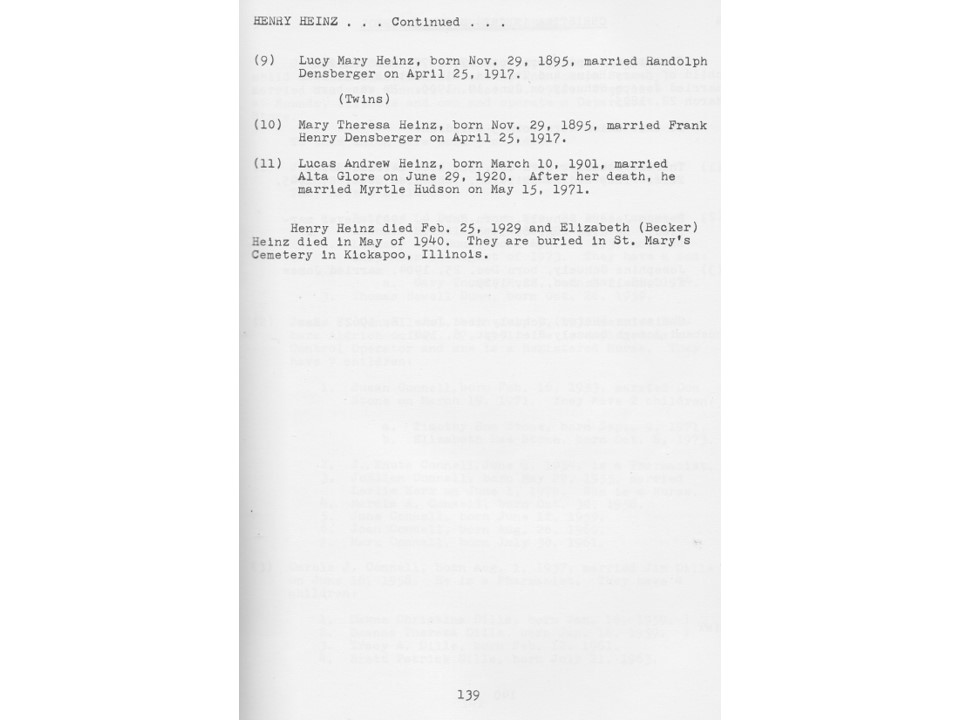 HENRY HEINZ . . . Continued . . .
(9) Lucy Mary Heinz, born Nov. 29, 1895, married Randolph
Densberger on April 25, 1917.
(Twins)
(10) Mary Theresa Heinz, born Nov. 29, 1895, married Frank
Henry Densberger on April 25, 1917.
(11) Lucas Andrew Heinz, born March 10, 1901, married
Alta Glore on June 29, 1920. After her death, he
married Myrtle Hudson on May 15, 1971.
Henry Heinz died Feb. 25, 1929 and Elizabeth (Becker)
Heinz died in May of 1940. They are buried in St. Mary's
Cemetery in Kickapoo, Illinois.
139